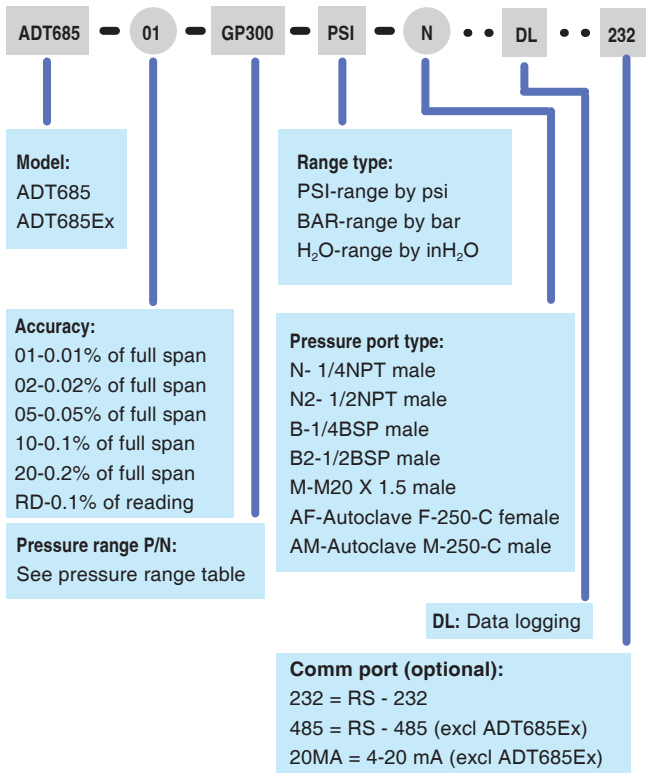 ADT685 - 01 - GP300 - PSI - N · · DL · · 232
Model:
ADT685
ADT685Ex
Range type:
PSI-range by psi
BAR-range by bar
H₂O-range by inH₂O
Accuracy:
01-0.01% of full span
02-0.02% of full span
05-0.05% of full span
10-0.1% of full span
20-0.2% of full span
RD-0.1% of reading
Pressure port type:
N- 1/4NPT male
N2- 1/2NPT male
B-1/4BSP male
B2-1/2BSP male
M-M20 X 1.5 male
AF-Autoclave F-250-C female
AM-Autoclave M-250-C male
Pressure range P/N:
See pressure range table
DL: Data logging
Comm port (optional):
232 = RS - 232
485 = RS - 485 (excl ADT685Ex)
20MA = 4-20 mA (excl ADT685Ex)